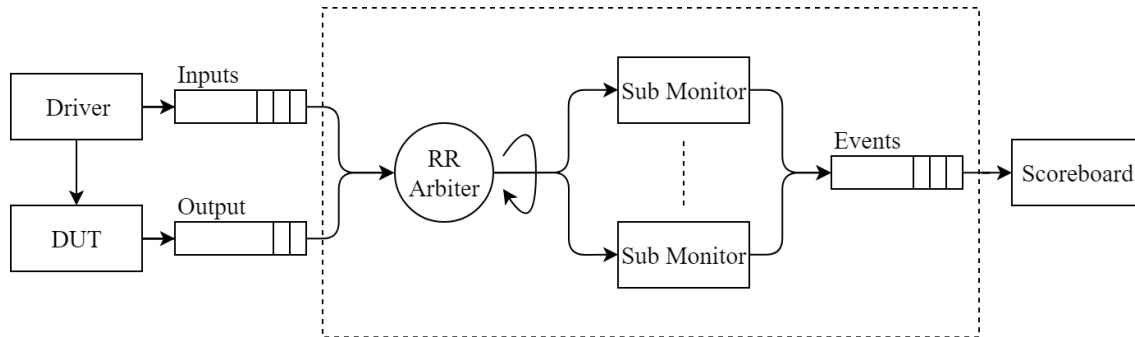 Inputs
Driver
Output
DUT
RR
Arbiter
Sub Monitor
Sub Monitor
Events
Scoreboard